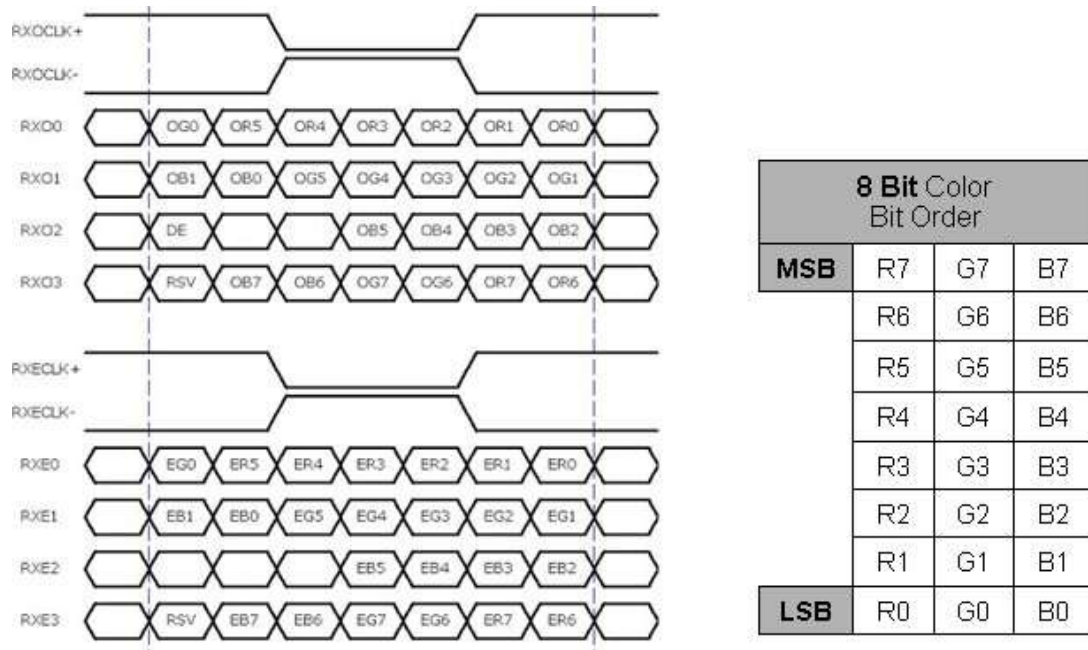 RXOCLK+
RXOCLK-
RXO0 OG0 OR5 OR4 OR3 OR2 OR1 OR0
RXO1 OB1 OB0 OG5 OG4 OG3 OG2 OG1
RXO2 DE OB5 OB4 OB3 OB2
RXO3 RSV OB7 OB6 OG7 OG6 OR7 OR6
RXECLK+
RXECLK-
RXE0 EG0 ER5 ER4 ER3 ER2 ER1 ER0
RXE1 EB1 EB0 EG5 EG4 EG3 EG2 EG1
RXE2 EB5 EB4 EB3 EB2
RXE3 RSV EB7 EB6 EG7 EG6 ER7 ER6
8 Bit Color
Bit Order
MSB R7 G7 B7
R6 G6 B6
R5 G5 B5
R4 G4 B4
R3 G3 B3
R2 G2 B2
R1 G1 B1
LSB R0 G0 B0